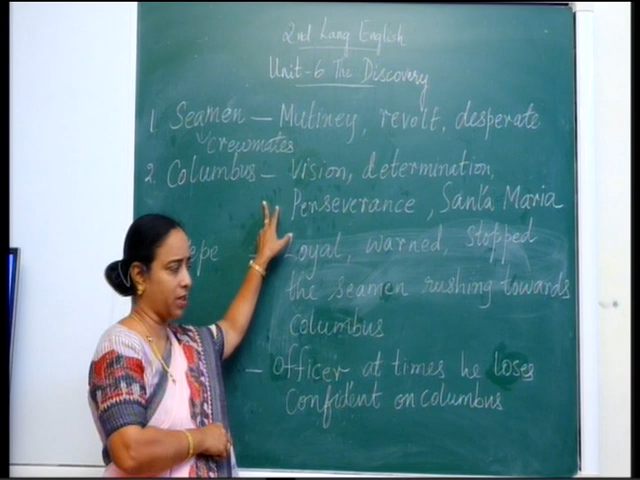 2nd Lang English
Unit-6 The Discovery
1. Seamen – Mutiney, revolt, desperate
crewmates
2. Columbus – Vision, determination,
Perseverance, Santa Maria
epe – Loyal, warned, stopped
the seamen rushing towards
columbus
– Officer at times he loses
Confident on columbus